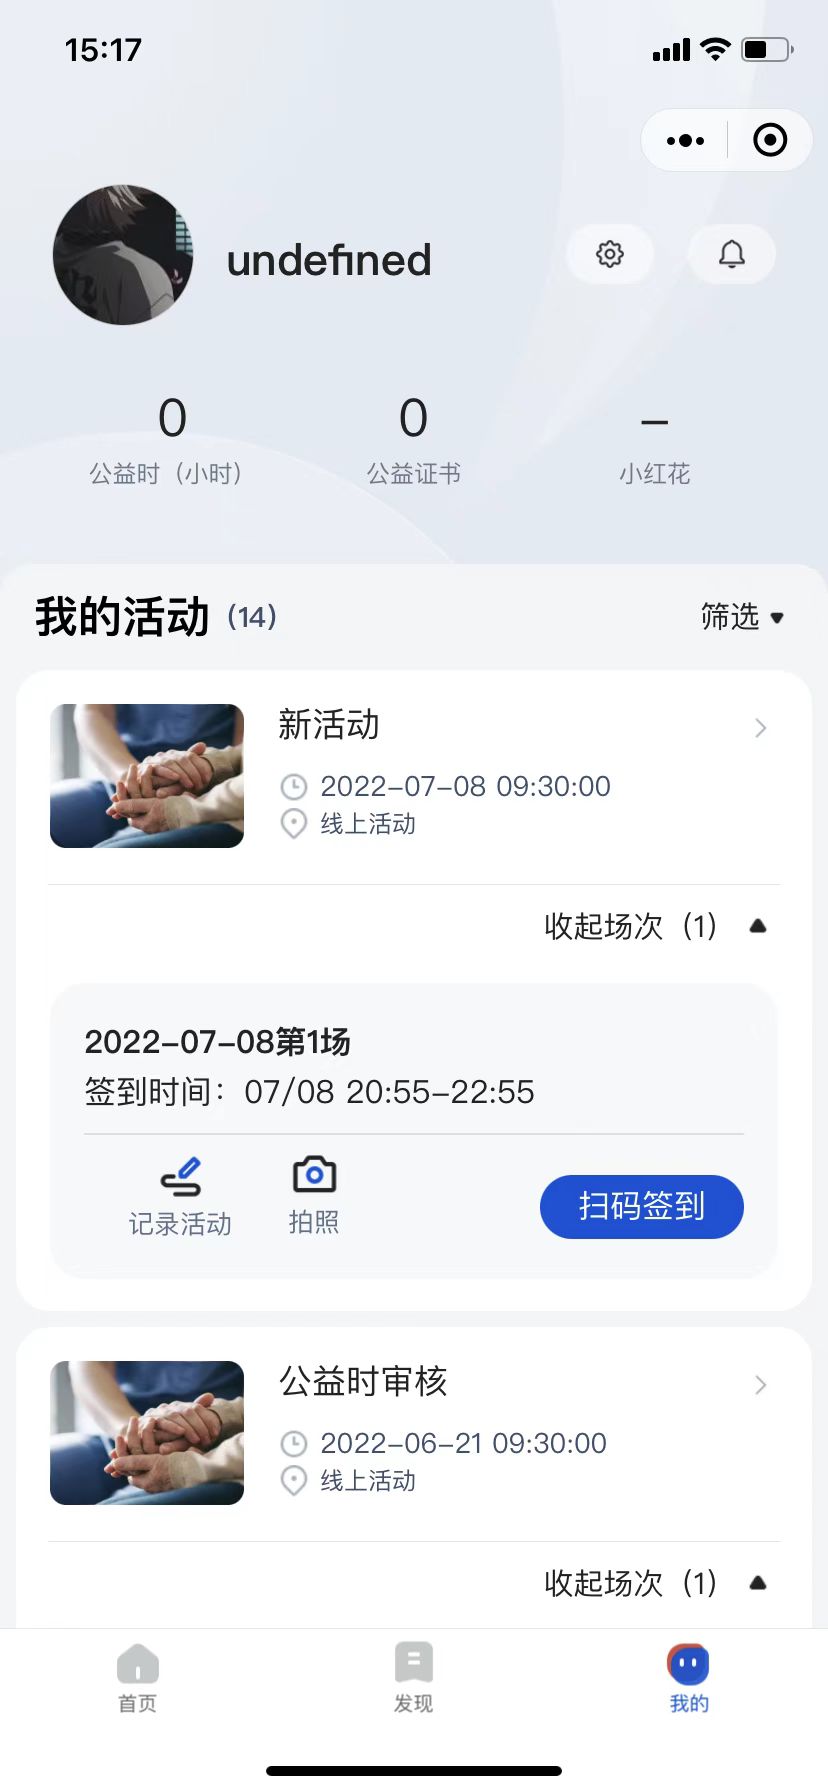 15:17
undefined
0
0
–
公益时（小时）
公益证书
小红花
我的活动（14）
筛选
新活动
2022-07-08 09:30:00
线上活动
收起场次（1）
2022-07-08第1场
签到时间：07/08 20:55-22:55
记录活动
拍照
扫码签到
公益时审核
2022-06-21 09:30:00
线上活动
收起场次（1）
首页
发现
我的